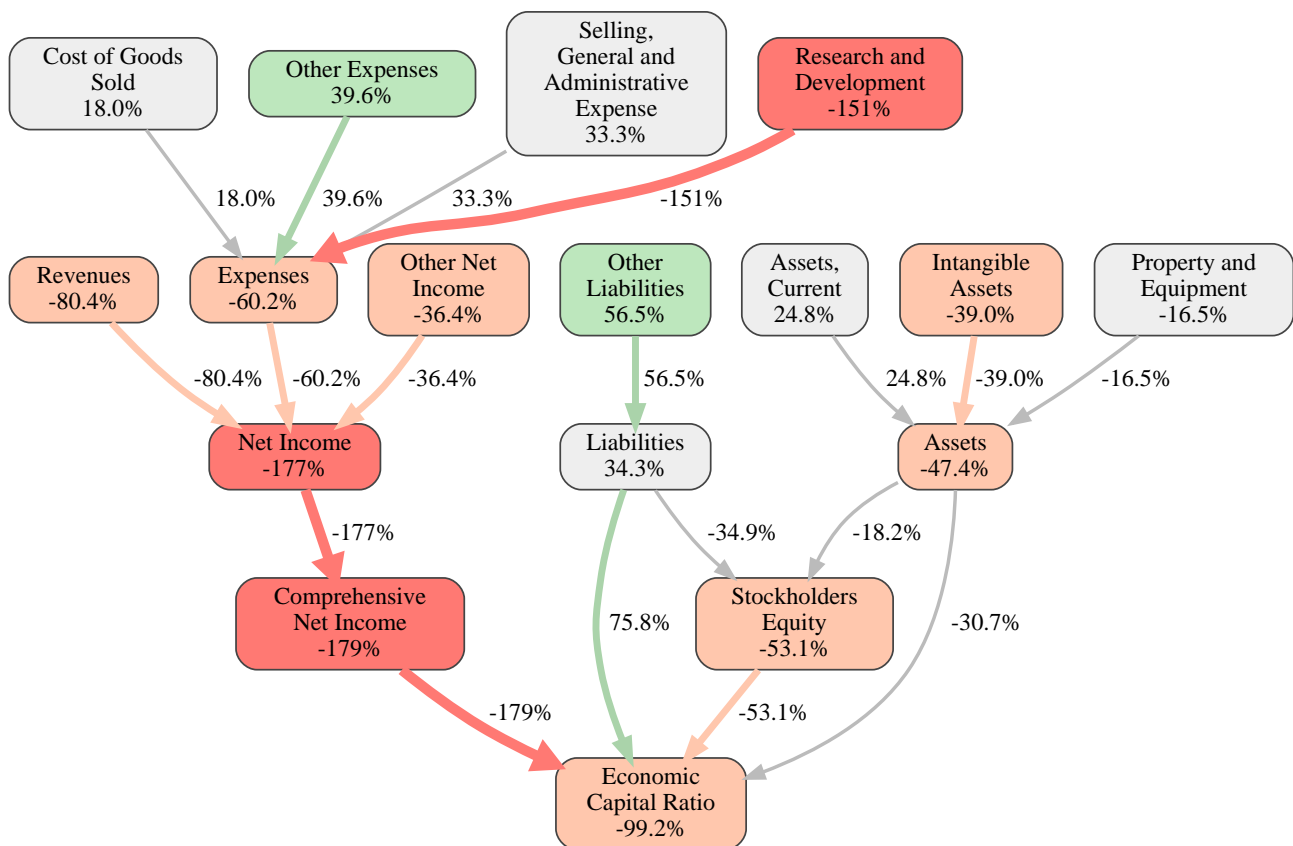 Cost of Goods
Sold
18.0%
Other Expenses
39.6%
Selling,
General and
Administrative
Expense
33.3%
Research and
Development
-151%
18.0%
39.6%
33.3%
-151%
Revenues
-80.4%
Expenses
-60.2%
Other Net
Income
-36.4%
Other
Liabilities
56.5%
Assets,
Current
24.8%
Intangible
Assets
-39.0%
Property and
Equipment
-16.5%
-80.4%
-60.2%
-36.4%
56.5%
24.8%
-39.0%
-16.5%
Net Income
-177%
Liabilities
34.3%
Assets
-47.4%
-177%
-34.9%
-18.2%
Comprehensive
Net Income
-179%
75.8%
Stockholders
Equity
-53.1%
-30.7%
-179%
-53.1%
Economic
Capital Ratio
-99.2%